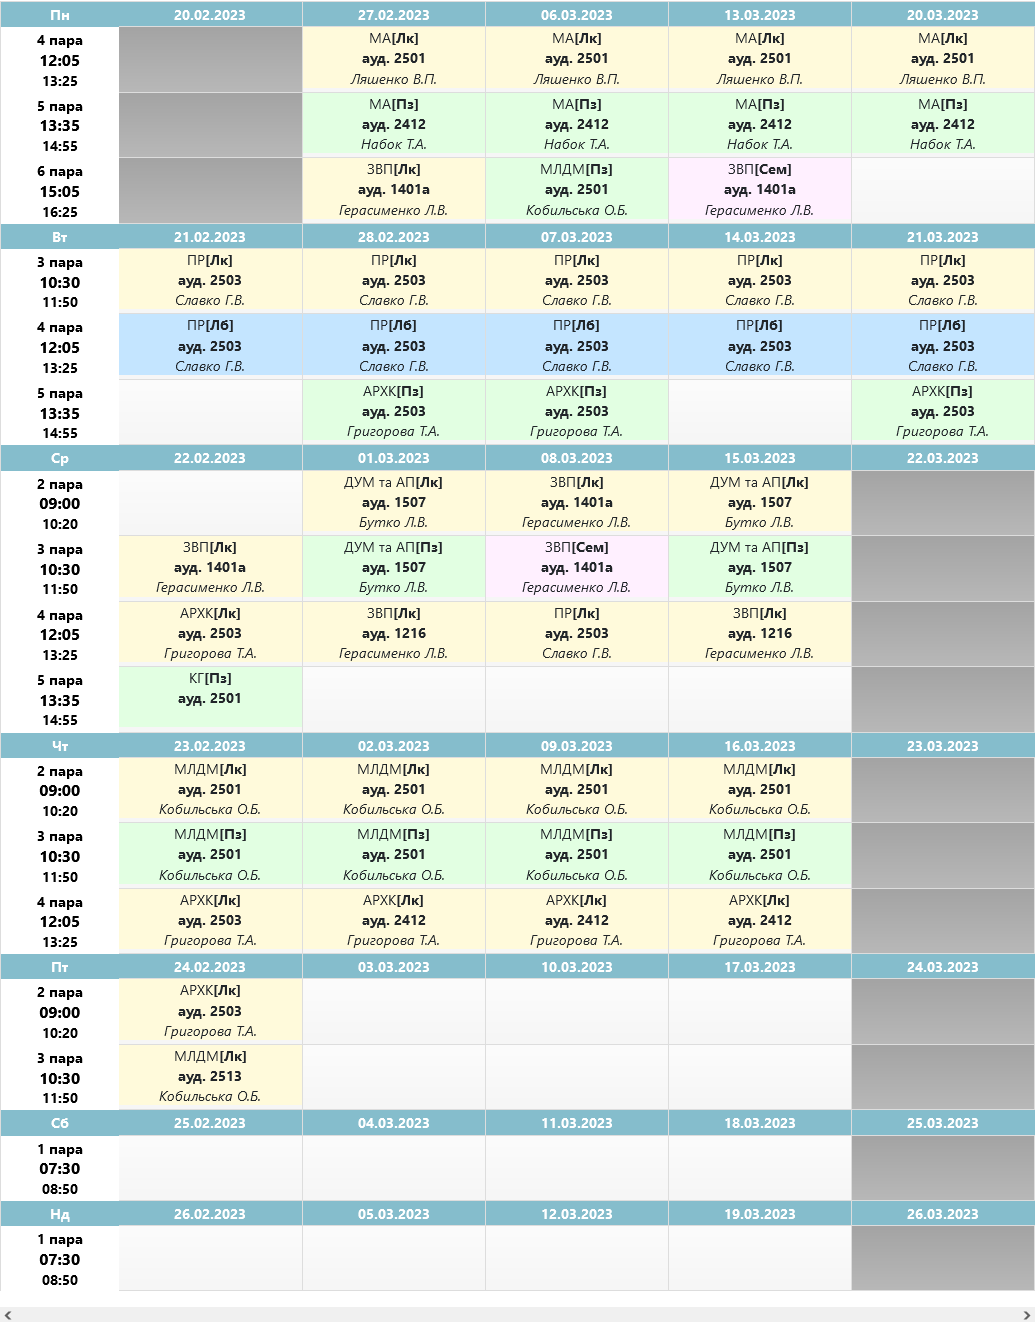 Пн 20.02.2023 27.02.2023 06.03.2023 13.03.2023 20.03.2023
4 пара МА[Лк] МА[Лк] МА[Лк] МА[Лк]
12:05 ауд. 2501 ауд. 2501 ауд. 2501 ауд. 2501
13:25 Ляшенко В.П. Ляшенко В.П. Ляшенко В.П. Ляшенко В.П.
5 пара МА[Пз] МА[Пз] МА[Пз] МА[Пз]
13:35 ауд. 2412 ауд. 2412 ауд. 2412 ауд. 2412
14:55 Набок Т.А. Набок Т.А. Набок Т.А. Набок Т.А.
6 пара ЗВП[Лк] МЛДМ[Пз] ЗВП[Сем]
15:05 ауд. 1401а ауд. 2501 ауд. 1401а
16:25 Герасименко Л.В. Кобильська О.Б. Герасименко Л.В.
Вт 21.02.2023 28.02.2023 07.03.2023 14.03.2023 21.03.2023
3 пара ПР[Лк] ПР[Лк] ПР[Лк] ПР[Лк] ПР[Лк]
10:30 ауд. 2503 ауд. 2503 ауд. 2503 ауд. 2503 ауд. 2503
11:50 Славко Г.В. Славко Г.В. Славко Г.В. Славко Г.В. Славко Г.В.
4 пара ПР[Лб] ПР[Лб] ПР[Лб] ПР[Лб] ПР[Лб]
12:05 ауд. 2503 ауд. 2503 ауд. 2503 ауд. 2503 ауд. 2503
13:25 Славко Г.В. Славко Г.В. Славко Г.В. Славко Г.В. Славко Г.В.
5 пара АРХК[Пз] АРХК[Пз] АРХК[Пз]
13:35 ауд. 2503 ауд. 2503 ауд. 2503
14:55 Григорова Т.А. Григорова Т.А. Григорова Т.А.
Ср 22.02.2023 01.03.2023 08.03.2023 15.03.2023 22.03.2023
2 пара ДУМ та АП[Лк] ЗВП[Лк] ДУМ та АП[Лк]
09:00 ауд. 1507 ауд. 1401а ауд. 1507
10:20 Бутко Л.В. Герасименко Л.В. Бутко Л.В.
3 пара ЗВП[Лк] ДУМ та АП[Пз] ЗВП[Сем] ДУМ та АП[Пз]
10:30 ауд. 1401а ауд. 1507 ауд. 1401а ауд. 1507
11:50 Герасименко Л.В. Бутко Л.В. Герасименко Л.В. Бутко Л.В.
4 пара АРХК[Лк] ЗВП[Лк] ПР[Лк] ЗВП[Лк]
12:05 ауд. 2503 ауд. 1216 ауд. 2503 ауд. 1216
13:25 Григорова Т.А. Герасименко Л.В. Славко Г.В. Герасименко Л.В.
5 пара КГ[Пз]
13:35 ауд. 2501
14:55
Чт 23.02.2023 02.03.2023 09.03.2023 16.03.2023 23.03.2023
2 пара МЛДМ[Лк] МЛДМ[Лк] МЛДМ[Лк] МЛДМ[Лк]
09:00 ауд. 2501 ауд. 2501 ауд. 2501 ауд. 2501
10:20 Кобильська О.Б. Кобильська О.Б. Кобильська О.Б. Кобильська О.Б.
3 пара МЛДМ[Пз] МЛДМ[Пз] МЛДМ[Пз] МЛДМ[Пз]
10:30 ауд. 2501 ауд. 2501 ауд. 2501 ауд. 2501
11:50 Кобильська О.Б. Кобильська О.Б. Кобильська О.Б. Кобильська О.Б.
4 пара АРХК[Лк] АРХК[Лк] АРХК[Лк] АРХК[Лк]
12:05 ауд. 2503 ауд. 2412 ауд. 2412 ауд. 2412
13:25 Григорова Т.А. Григорова Т.А. Григорова Т.А. Григорова Т.А.
Пт 24.02.2023 03.03.2023 10.03.2023 17.03.2023 24.03.2023
2 пара АРХК[Лк]
09:00 ауд. 2503
10:20 Григорова Т.А.
3 пара МЛДМ[Лк]
10:30 ауд. 2513
11:50 Кобильська О.Б.
Сб 25.02.2023 04.03.2023 11.03.2023 18.03.2023 25.03.2023
1 пара
07:30
08:50
Нд 26.02.2023 05.03.2023 12.03.2023 19.03.2023 26.03.2023
1 пара
07:30
08:50